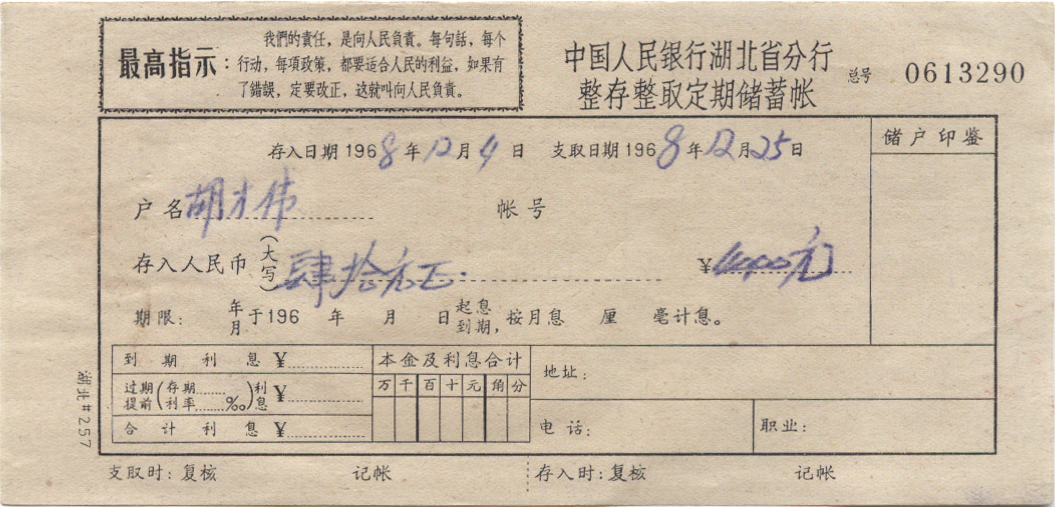 最高指示：
我們的責任，是向人民負責。每句話，每个
行动，每項政策，都要适合人民的利益，如果有
了錯誤，定要改正，这就叫向人民負責。
中国人民银行湖北省分行
整存整取定期储蓄帐
总号 0613290
存入日期1968年12月4日 支取日期1968年12月25日
储户印鉴
户名 胡才伟 帐号
存入人民币(大写) 肆拾元正 ¥40.00元
期限： 年月于196 年 月 日起息到期，按月息 厘 毫计息。
到期利息 ¥
过期提前(存期……利率……‰)利息 ¥
合计利息 ¥
本金及利息合计
万 千 百 十 元 角 分
地址：
电话： 职业：
湖北#257
支取时：复核 记帐 存入时：复核 记帐